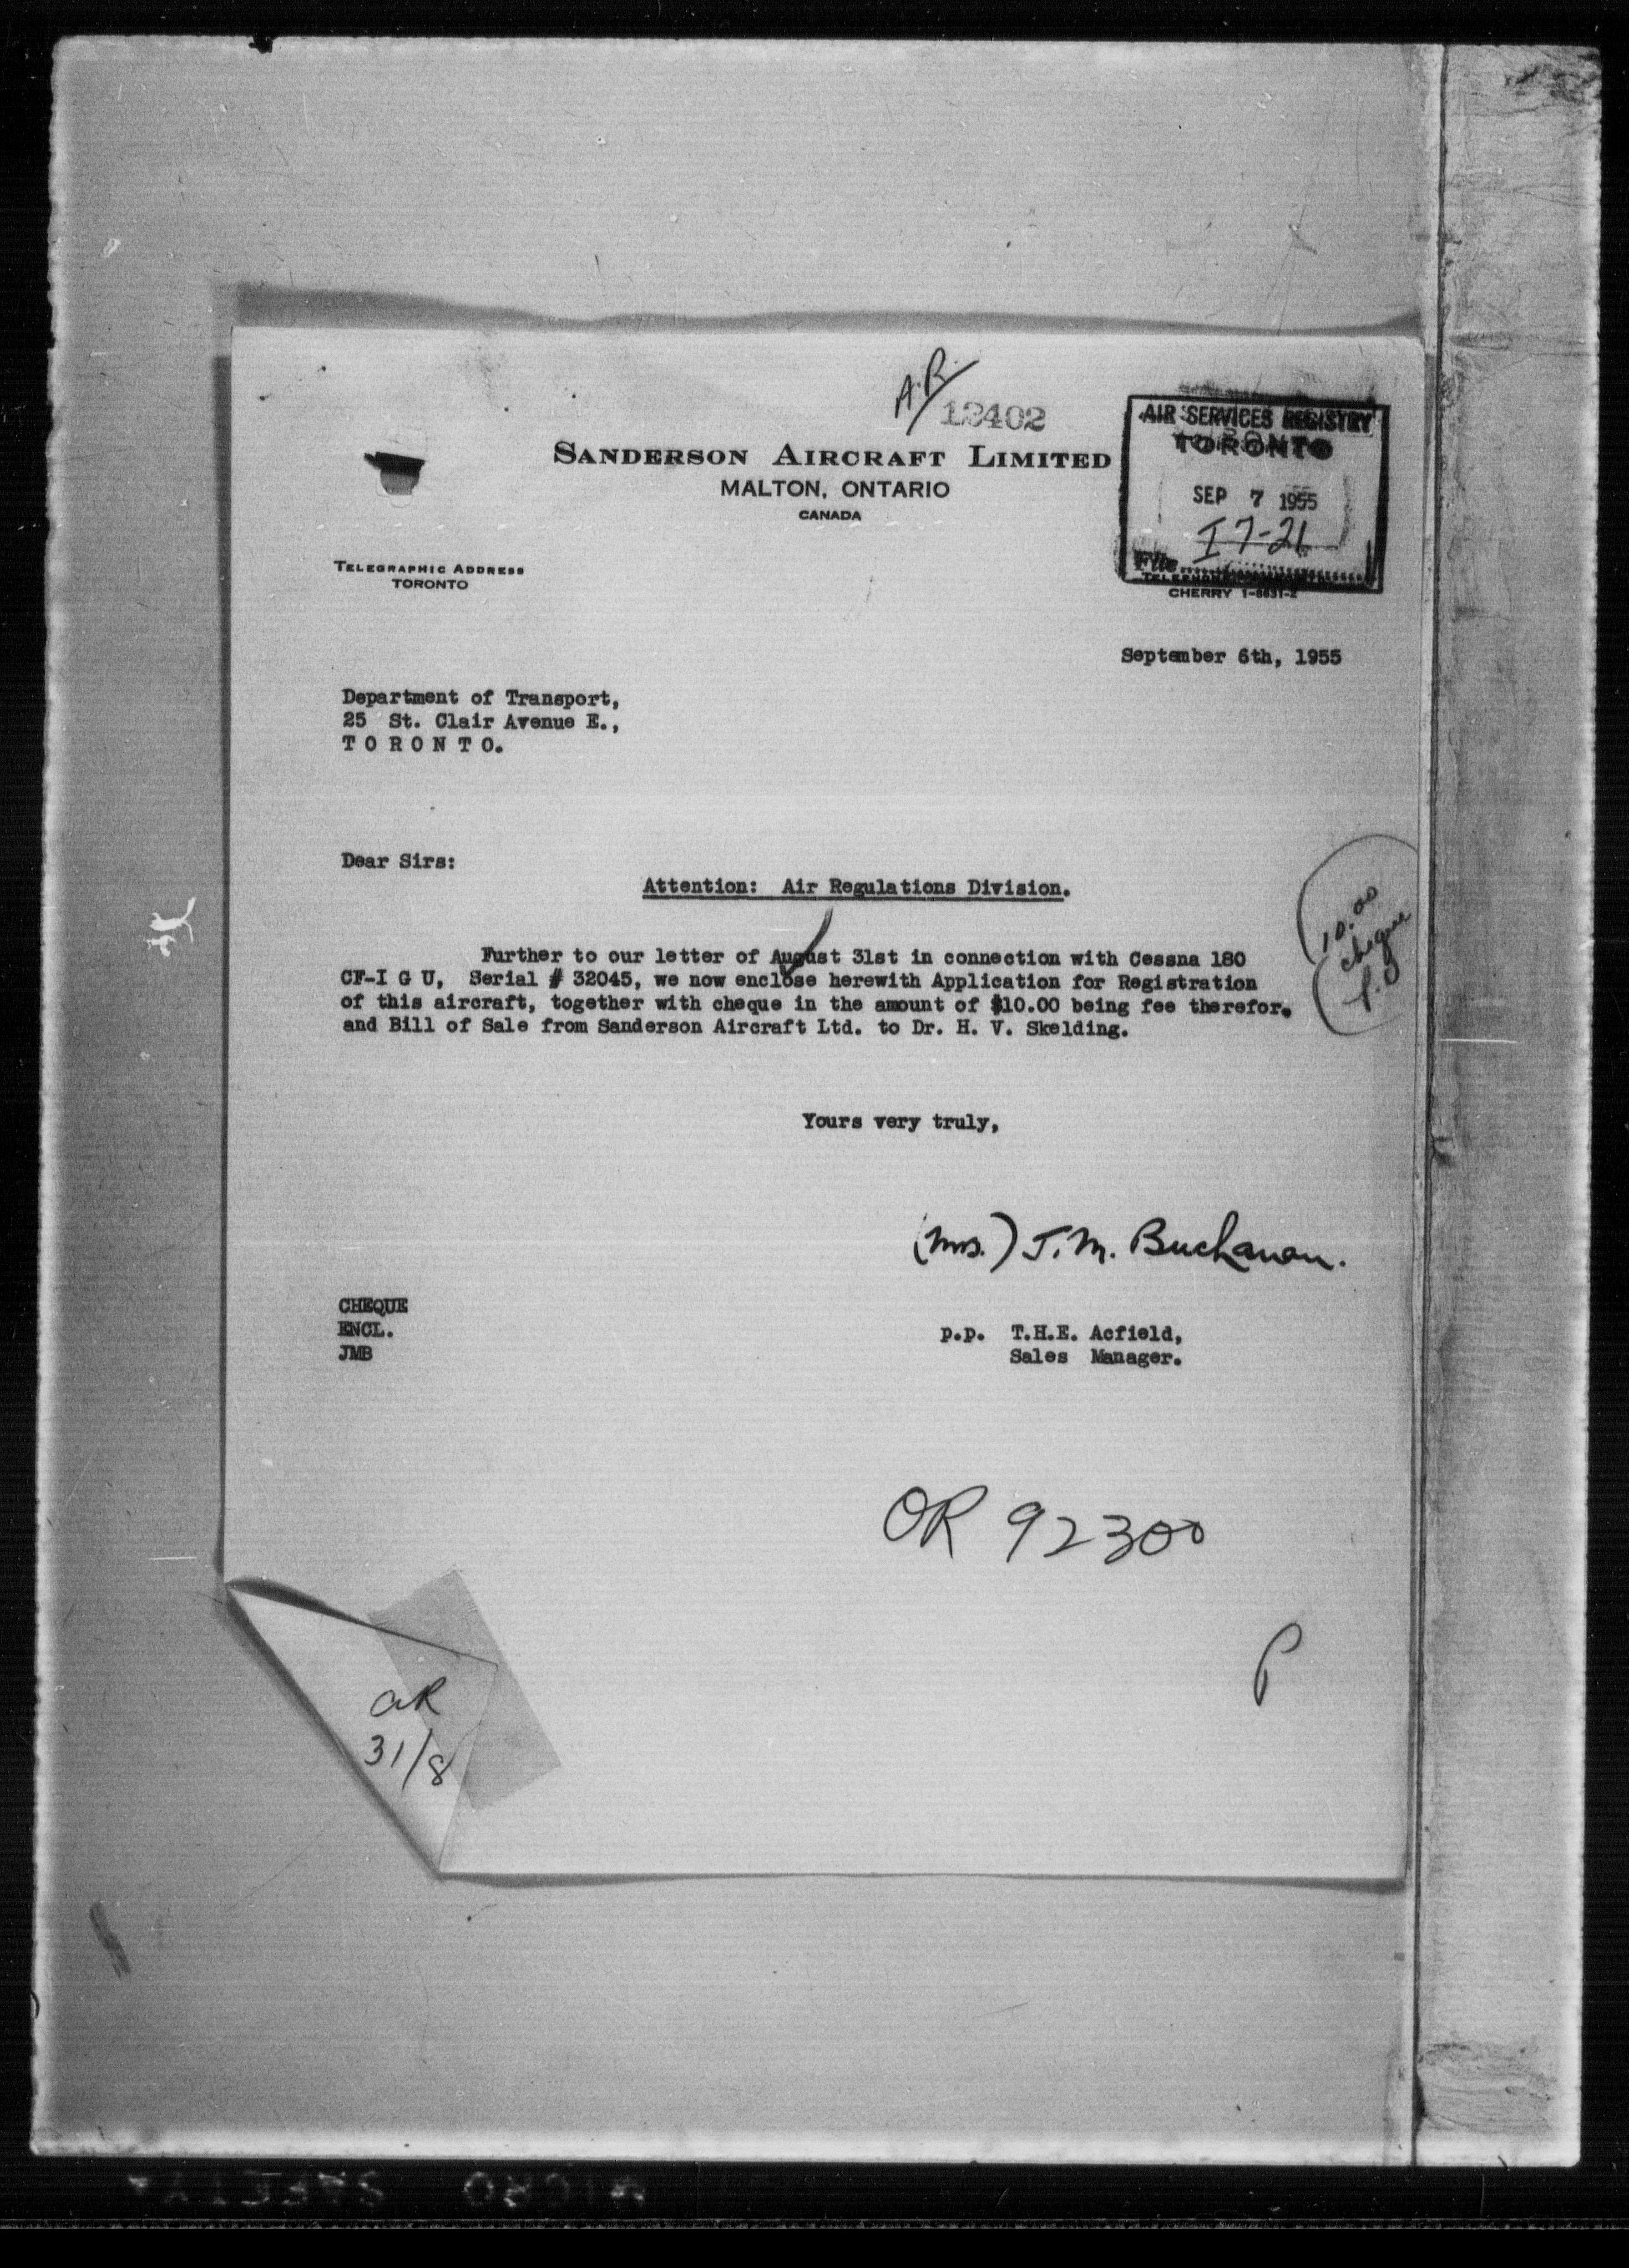 A.R.
12402
SANDERSON AIRCRAFT LIMITED
MALTON, ONTARIO
CANADA
AIR SERVICES REGISTRY
TORONTO
SEP 7 1955
I 7-21
File
TELEGRAPHIC ADDRESS
TORONTO
CHERRY 1-8631-2
September 6th, 1955
Department of Transport,
25 St. Clair Avenue E.,
T O R O N T O.
Dear Sirs:
Attention: Air Regulations Division.
Further to our letter of August 31st in connection with Cessna 180
CF-I G U, Serial # 32045, we now enclose herewith Application for Registration
of this aircraft, together with cheque in the amount of $10.00 being fee therefor.
and Bill of Sale from Sanderson Aircraft Ltd. to Dr. H. V. Skelding.
10.00
cheque
Yours very truly,
(Mrs.) J. M. Buchanan.
CHEQUE
ENCL.
JMB
p.p. T.H.E. Acfield,
Sales Manager.
OR 92300
P
aR
31/8
SAFETY
MICRO